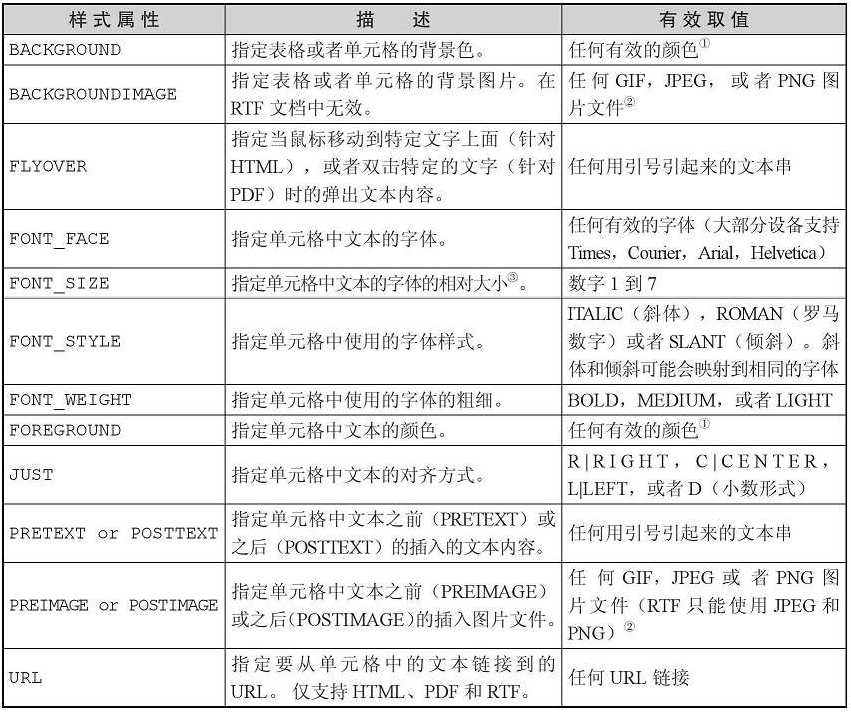 样式属性 描 述 有效取值
BACKGROUND 指定表格或者单元格的背景色。 任何有效的颜色①
BACKGROUNDIMAGE 指定表格或者单元格的背景图片。在 任何 GIF，JPEG， 或者 PNG 图
RTF 文档中无效。 片文件②
FLYOVER 指定当鼠标移动到特定文字上面（针对
HTML），或者双击特定的文字（针对 任何用引号引起来的文本串
PDF）时的弹出文本内容。
FONT_FACE 指定单元格中文本的字体。 任何有效的字体（大部分设备支持
Times，Courier，Arial，Helvetica）
FONT_SIZE 指定单元格中文本的字体的相对大小③。 数字 1 到 7
FONT_STYLE 指定单元格中使用的字体样式。 ITALIC（斜体），ROMAN（罗马
数字）或者 SLANT（倾斜）。斜
体和倾斜可能会映射到相同的字体
FONT_WEIGHT 指定单元格中使用的字体的粗细。 BOLD，MEDIUM，或者 LIGHT
FOREGROUND 指定单元格中文本的颜色。 任何有效的颜色①
JUST 指定单元格中文本的对齐方式。 R|RIGHT，C|CENTER，
L|LEFT，或者 D（小数形式）
PRETEXT or POSTTEXT 指定单元格中文本之前（PRETEXT）或 任何用引号引起来的文本串
之后（POSTTEXT）的插入的文本内容。
PREIMAGE or POSTIMAGE 指定单元格中文本之前（PREIMAGE） 任 何 GIF，JPEG 或 者 PNG 图
或之后（POSTIMAGE）的插入图片文件。 片文件（RTF 只能使用 JPEG 和
PNG）②
URL 指定要从单元格中的文本链接到的 任何 URL 链接
URL。 仅支持 HTML、PDF 和 RTF。